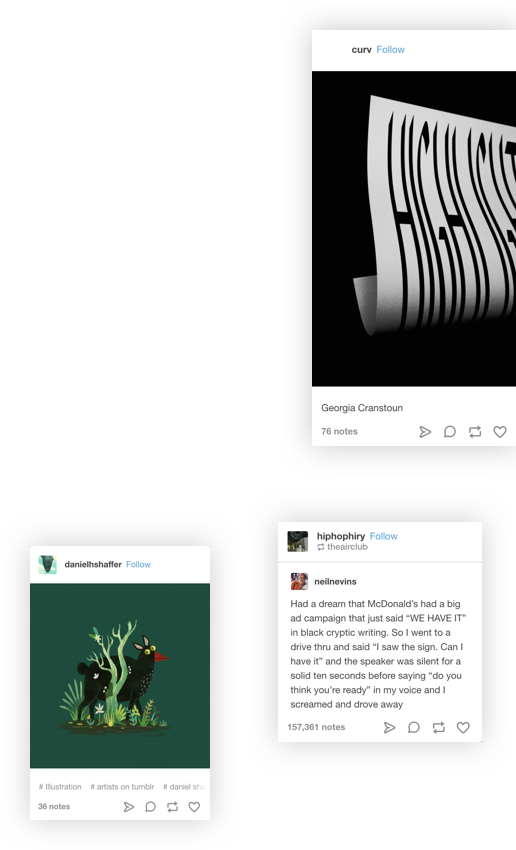 curv Follow
Georgia Cranstoun
76 notes
danielhshaffer Follow
# Illustration # artists on tumblr # daniel sha
36 notes
hiphophiry Follow
theairclub
neilnevins
Had a dream that McDonald’s had a big
ad campaign that just said “WE HAVE IT”
in black cryptic writing. So I went to a
drive thru and said “I saw the sign. Can I
have it” and the speaker was silent for a
solid ten seconds before saying “do you
think you’re ready” in my voice and I
screamed and drove away
157,361 notes